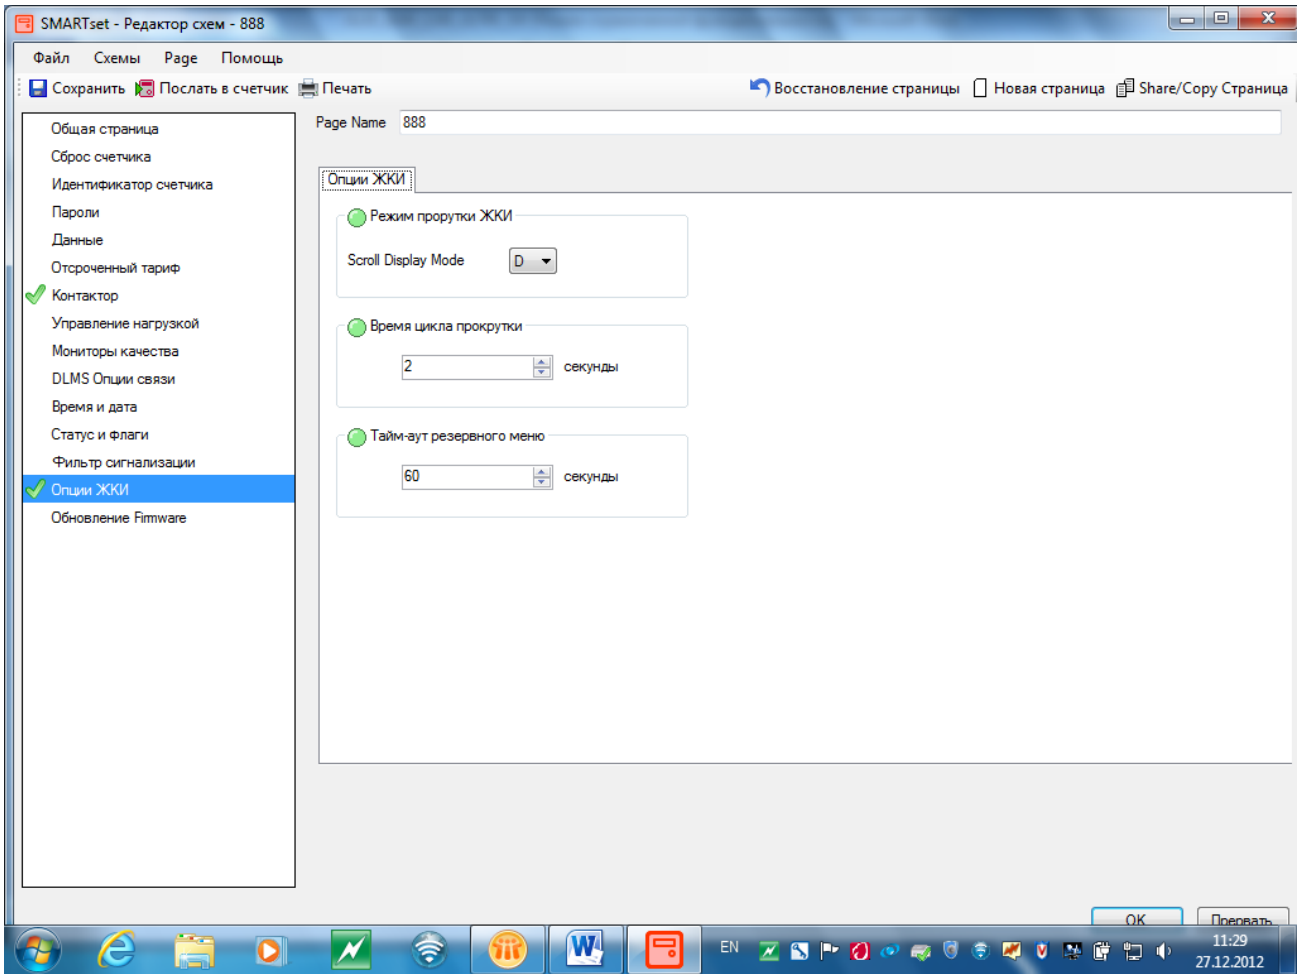 SMARTset - Редактор схем - 888
Файл Схемы Page Помощь
Сохранить Послать в счетчик Печать Восстановление страницы Новая страница Share/Copy Страница
Page Name 888
Общая страница
Сброс счетчика
Идентификатор счетчика
Пароли
Данные
Отсроченный тариф
Контактор
Управление нагрузкой
Мониторы качества
DLMS Опции связи
Время и дата
Статус и флаги
Фильтр сигнализации
Опции ЖКИ
Обновление Firmware
Опции ЖКИ
Режим прорутки ЖКИ
Scroll Display Mode D
Время цикла прокрутки
2 секунды
Тайм-аут резервного меню
60 секунды
OK Прервать
EN
11:29
27.12.2012